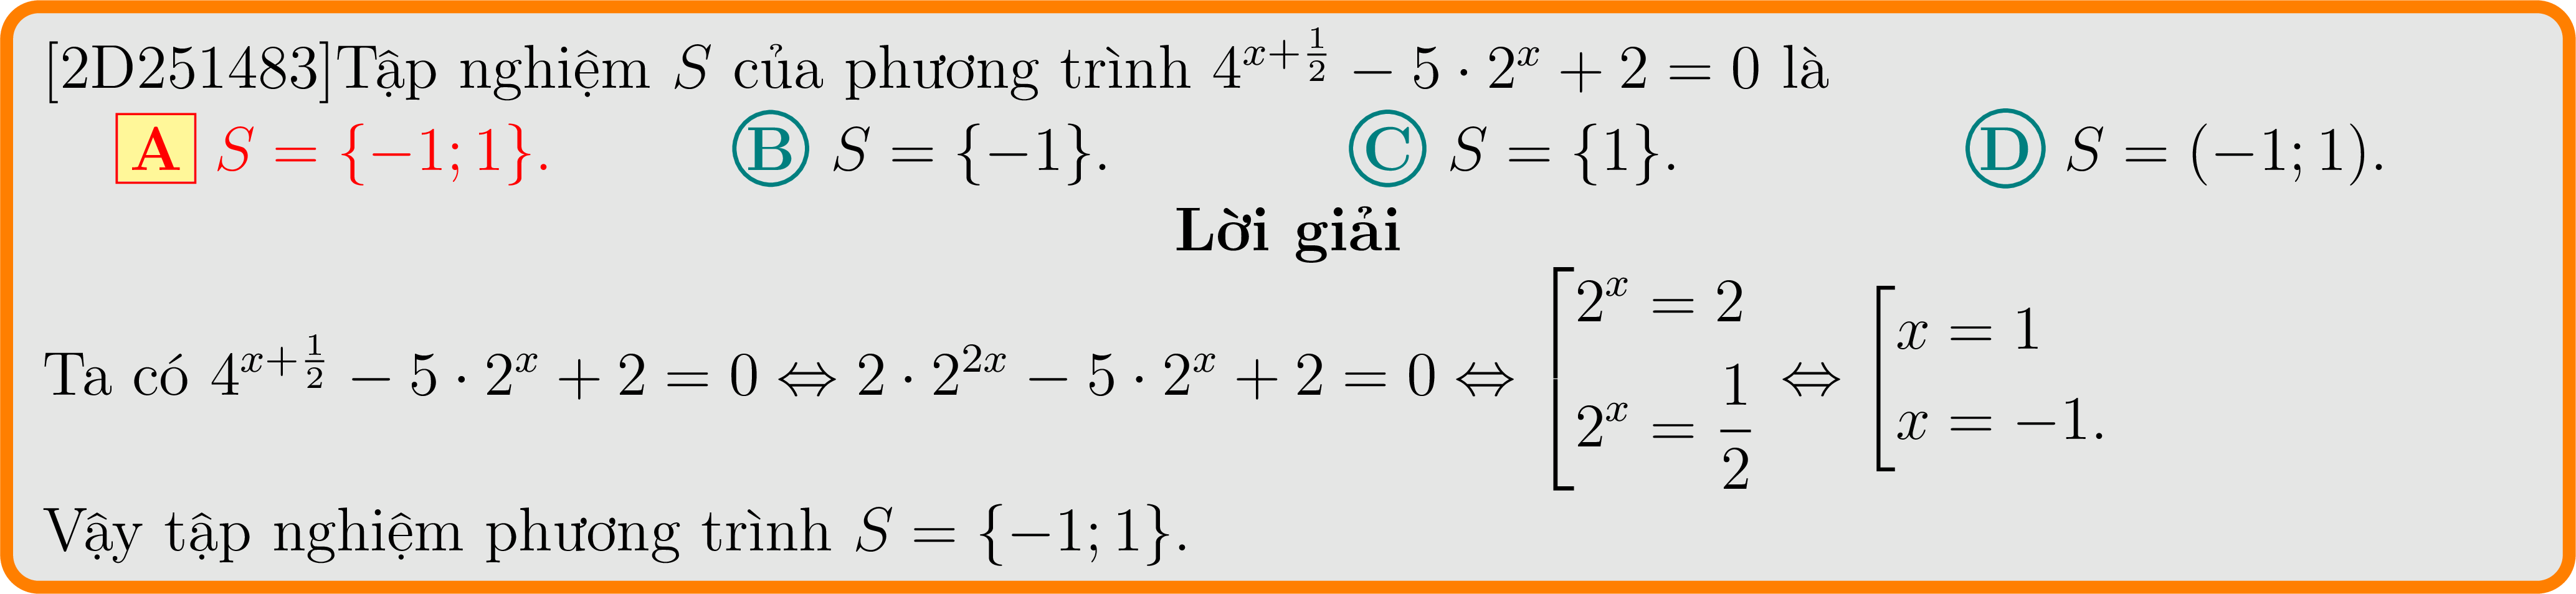 [2D251483]Tập nghiệm $S$ của phương trình $4^{x+\frac{1}{2}} - 5 \cdot 2^x + 2 = 0$ là
A $S = \{-1; 1\}.$ B $S = \{-1\}.$ C $S = \{1\}.$ D $S = (-1; 1).$
Lời giải
Ta có $4^{x+\frac{1}{2}} - 5 \cdot 2^x + 2 = 0 \Leftrightarrow 2 \cdot 2^{2x} - 5 \cdot 2^x + 2 = 0 \Leftrightarrow \left[\begin{array}{l} 2^x = 2 \\ 2^x = \dfrac{1}{2} \end{array}\right. \Leftrightarrow \left[\begin{array}{l} x = 1 \\ x = -1. \end{array}\right.$
Vậy tập nghiệm phương trình $S = \{-1; 1\}.$